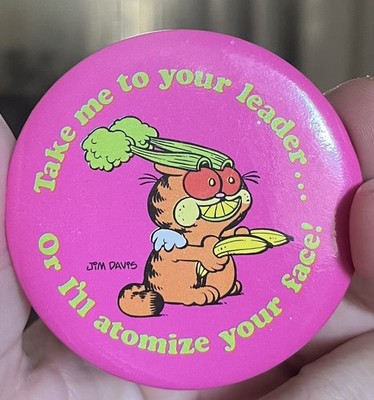 Take me to your leader....
JIM DAVIS
Or I'll atomize your face!